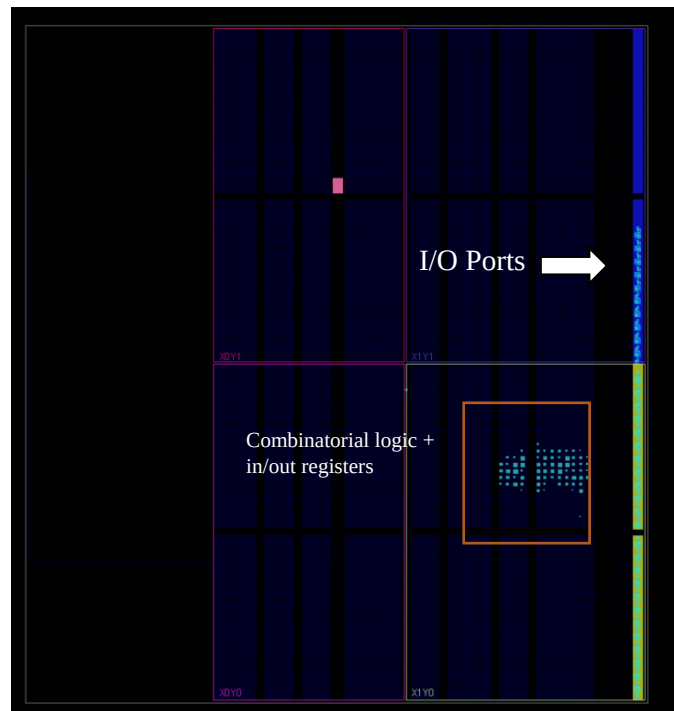 I/O Ports
X0Y1
X1Y1
Combinatorial logic +
in/out registers
X0Y0
X1Y0